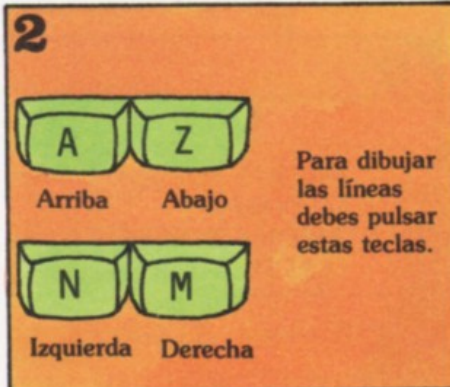 2
A Z
Arriba Abajo
Para dibujar
las líneas
debes pulsar
estas teclas.
N M
Izquierda Derecha